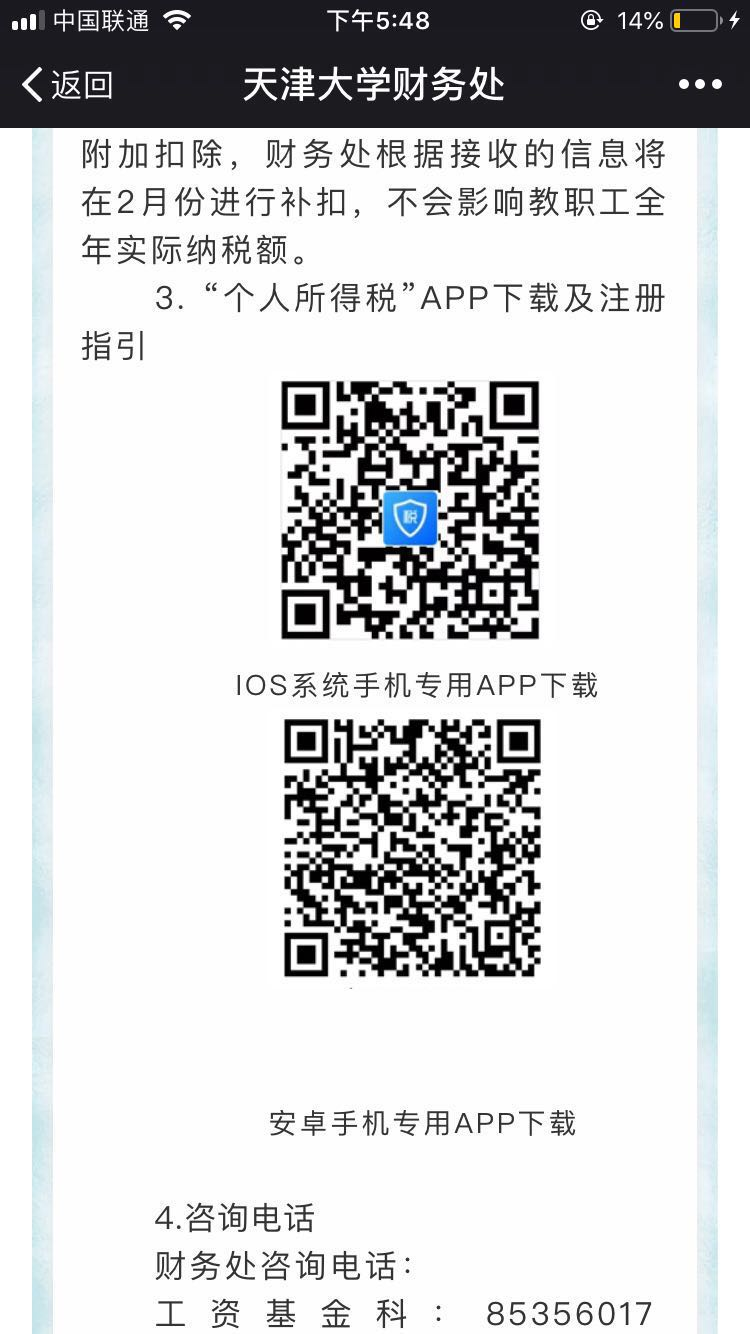 中国联通 下午5:48 14%
返回 天津大学财务处
附加扣除，财务处根据接收的信息将
在2月份进行补扣，不会影响教职工全
年实际纳税额。
3. “个人所得税”APP下载及注册
指引
税
IOS系统手机专用APP下载
安卓手机专用APP下载
4.咨询电话
财务处咨询电话：
工资基金科：85356017